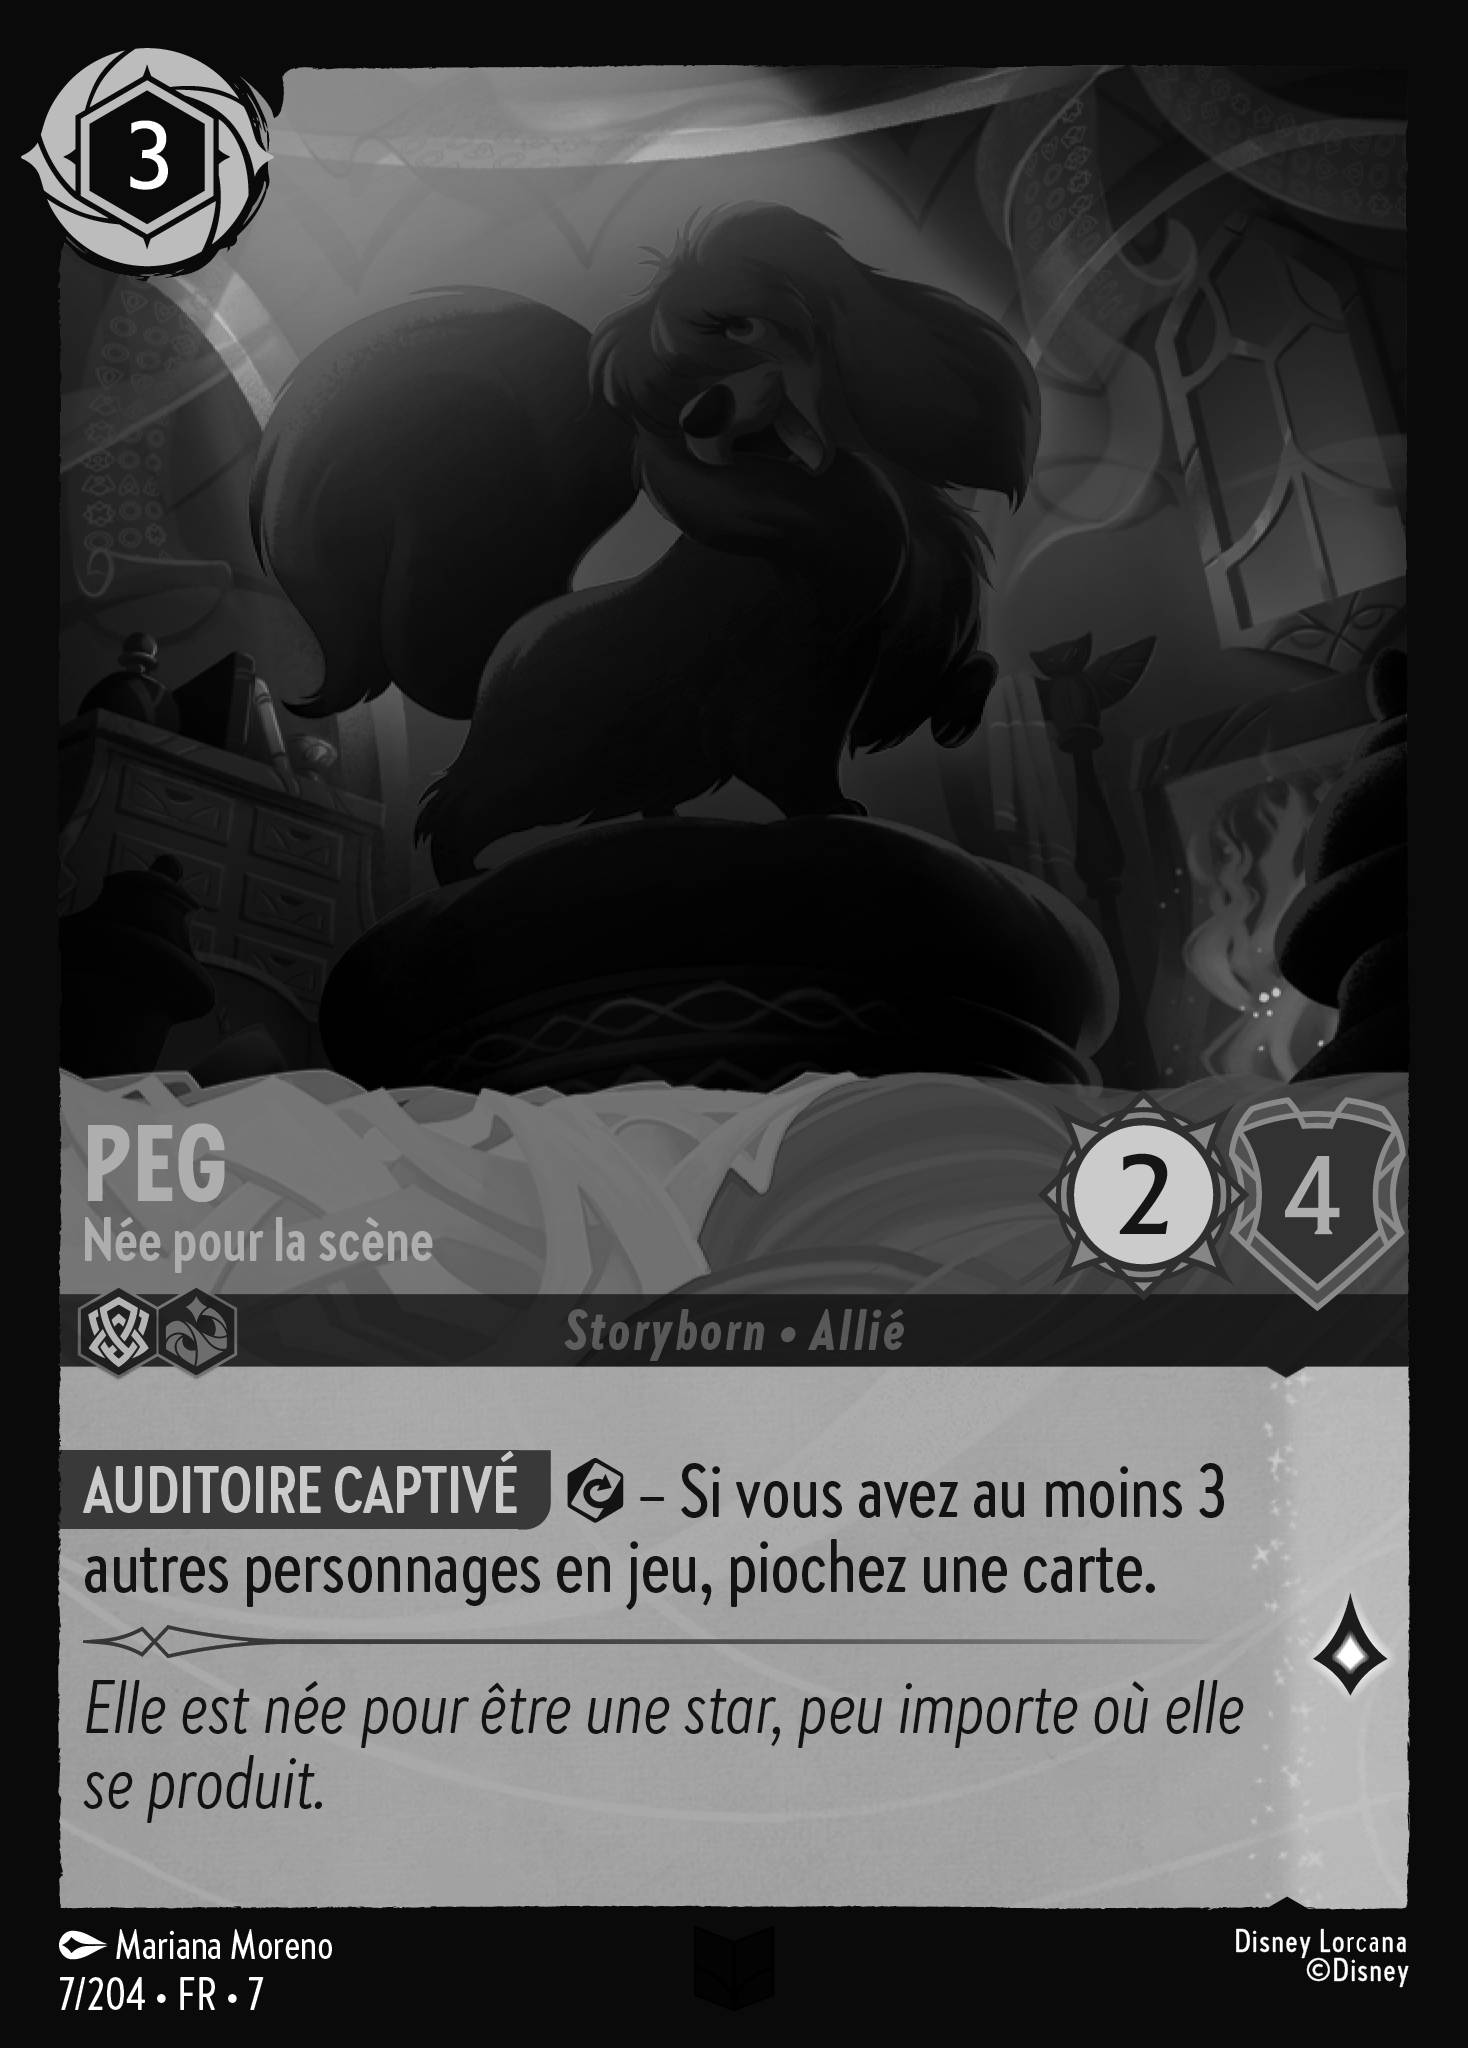 3
PEG
Née pour la scène
2 4
Storyborn • Allié
AUDITOIRE CAPTIVÉ – Si vous avez au moins 3
autres personnages en jeu, piochez une carte.
Elle est née pour être une star, peu importe où elle
se produit.
Mariana Moreno
7/204 • FR • 7
Disney Lorcana
©Disney